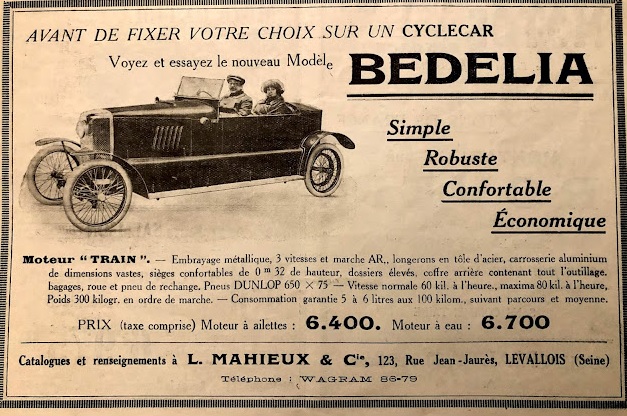 AVANT DE FIXER VOTRE CHOIX SUR UN CYCLECAR
Voyez et essayez le nouveau Modèle BEDELIA
Simple
Robuste
Confortable
Économique
Moteur "TRAIN". — Embrayage métallique, 3 vitesses et marche AR., longerons en tôle d'acier, carrosserie aluminium
de dimensions vastes, sièges confortables de 0 m 32 de hauteur, dossiers élevés, coffre arrière contenant tout l'outillage.
bagages, roue et pneu de rechange. Pneus DUNLOP 650 × 75 — Vitesse normale 60 kil. à l'heure., maxima 80 kil. à l'heure,
Poids 300 kilogr. en ordre de marche. — Consommation garantie 5 à 6 litres aux 100 kilom., suivant parcours et moyenne.
PRIX (taxe comprise) Moteur à ailettes : 6.400. Moteur à eau : 6.700
Catalogues et renseignements à L. MAHIEUX & Cie, 123, Rue Jean-Jaurès, LEVALLOIS (Seine)
Téléphone : WAGRAM 86-79